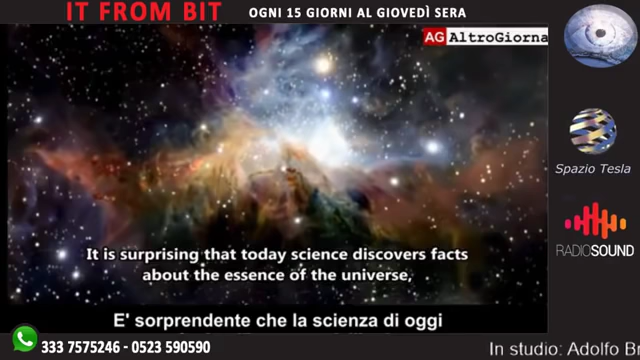 IT FROM BIT
OGNI 15 GIORNI AL GIOVEDÌ SERA
AG AltroGiorna
It is surprising that today science discovers facts
about the essence of the universe,
Spazio Tesla
RADIOSOUND
E' sorprendente che la scienza di oggi
333 7575246 - 0523 590590
In studio: Adolfo Br